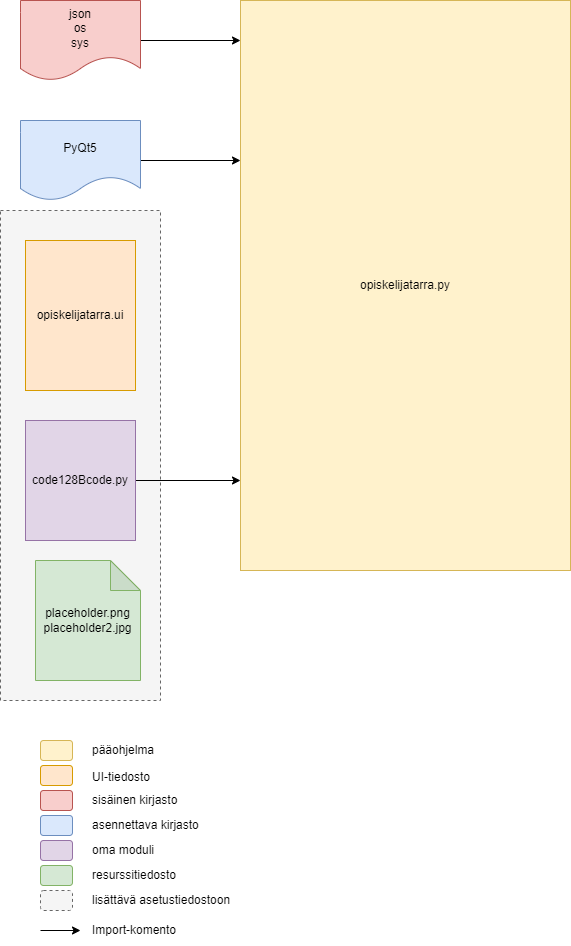 json
os
sys
PyQt5
opiskelijatarra.ui
opiskelijatarra.py
code128Bcode.py
placeholder.png
placeholder2.jpg
pääohjelma
UI-tiedosto
sisäinen kirjasto
asennettava kirjasto
oma moduli
resurssitiedosto
lisättävä asetustiedostoon
Import-komento